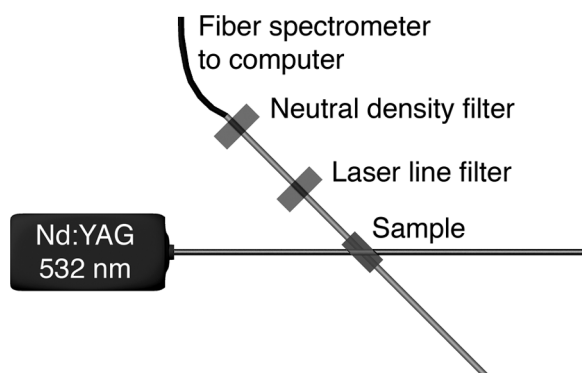 Fiber spectrometer
to computer
Neutral density filter
Laser line filter
Sample
Nd:YAG
532 nm